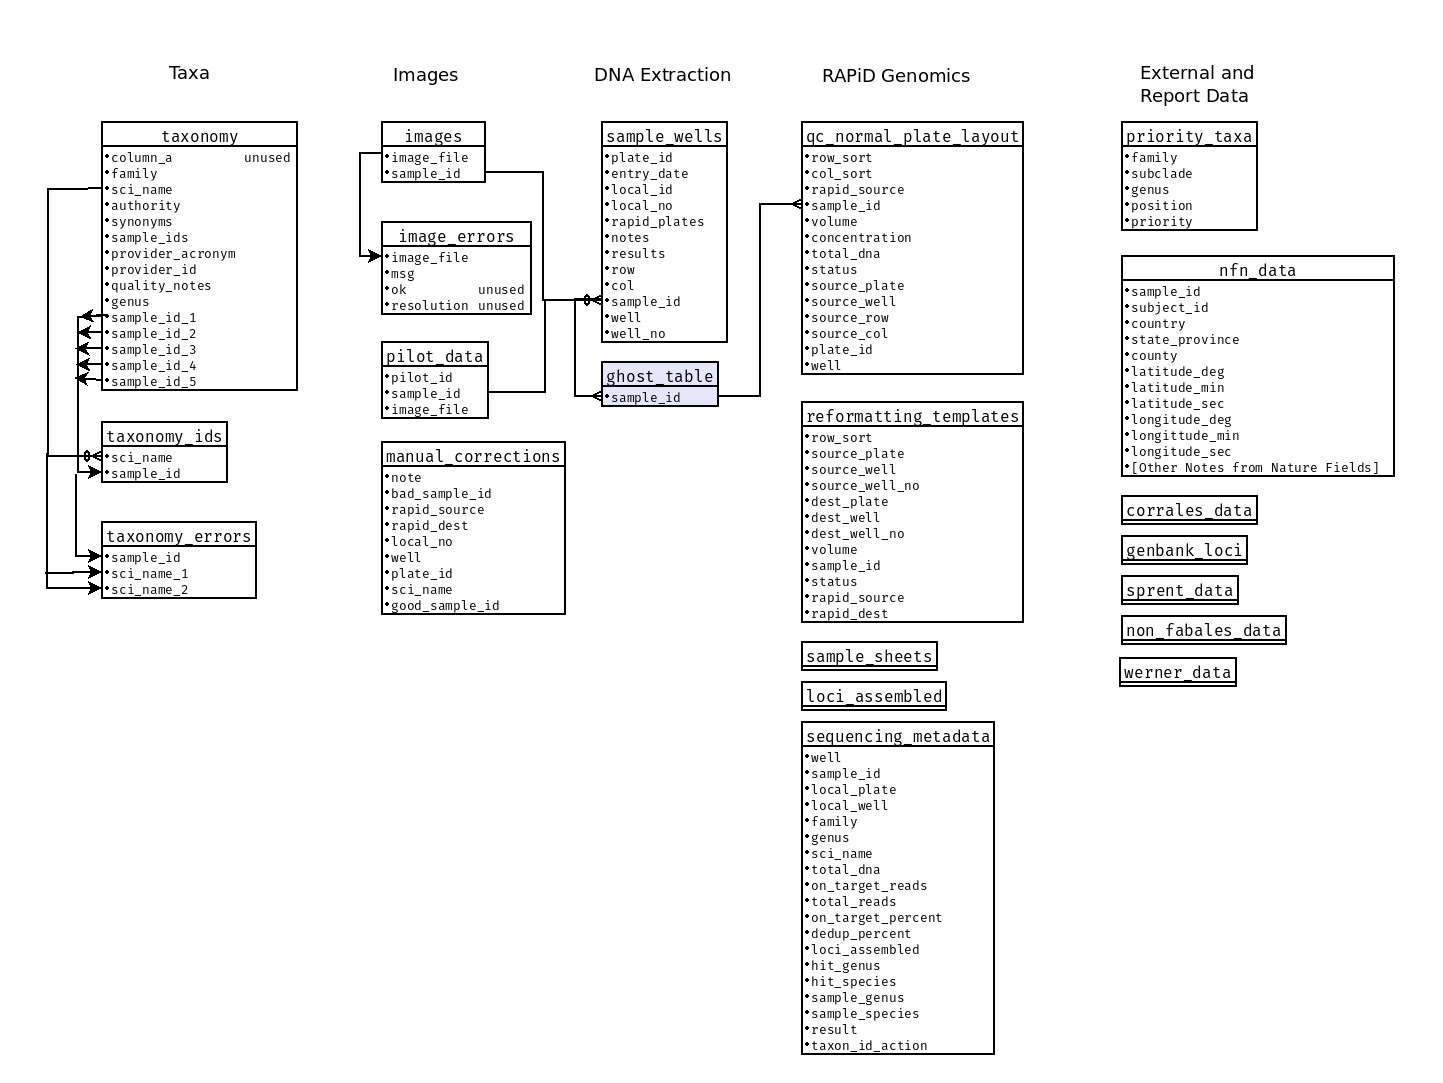 Taxa
taxonomy
column_a unused
family
sci_name
authority
synonyms
sample_ids
provider_acronym
provider_id
quality_notes
genus
sample_id_1
sample_id_2
sample_id_3
sample_id_4
sample_id_5
taxonomy_ids
sci_name
sample_id
taxonomy_errors
sample_id
sci_name_1
sci_name_2
Images
images
image_file
sample_id
image_errors
image_file
msg
ok unused
resolution unused
pilot_data
pilot_id
sample_id
image_file
manual_corrections
note
bad_sample_id
rapid_source
rapid_dest
local_no
well
plate_id
sci_name
good_sample_id
DNA Extraction
sample_wells
plate_id
entry_date
local_id
local_no
rapid_plates
notes
results
row
col
sample_id
well
well_no
ghost_table
sample_id
RAPiD Genomics
qc_normal_plate_layout
row_sort
col_sort
rapid_source
sample_id
volume
concentration
total_dna
status
source_plate
source_well
source_row
source_col
plate_id
well
reformatting_templates
row_sort
source_plate
source_well
source_well_no
dest_plate
dest_well
dest_well_no
volume
sample_id
status
rapid_source
rapid_dest
sample_sheets
loci_assembled
sequencing_metadata
well
sample_id
local_plate
local_well
family
genus
sci_name
total_dna
on_target_reads
total_reads
on_target_percent
dedup_percent
loci_assembled
hit_genus
hit_species
sample_genus
sample_species
result
taxon_id_action
External and
Report Data
priority_taxa
family
subclade
genus
position
priority
nfn_data
sample_id
subject_id
country
state_province
county
latitude_deg
latitude_min
latitude_sec
longitude_deg
longittude_min
longitude_sec
[Other Notes from Nature Fields]
corrales_data
genbank_loci
sprent_data
non_fabales_data
werner_data